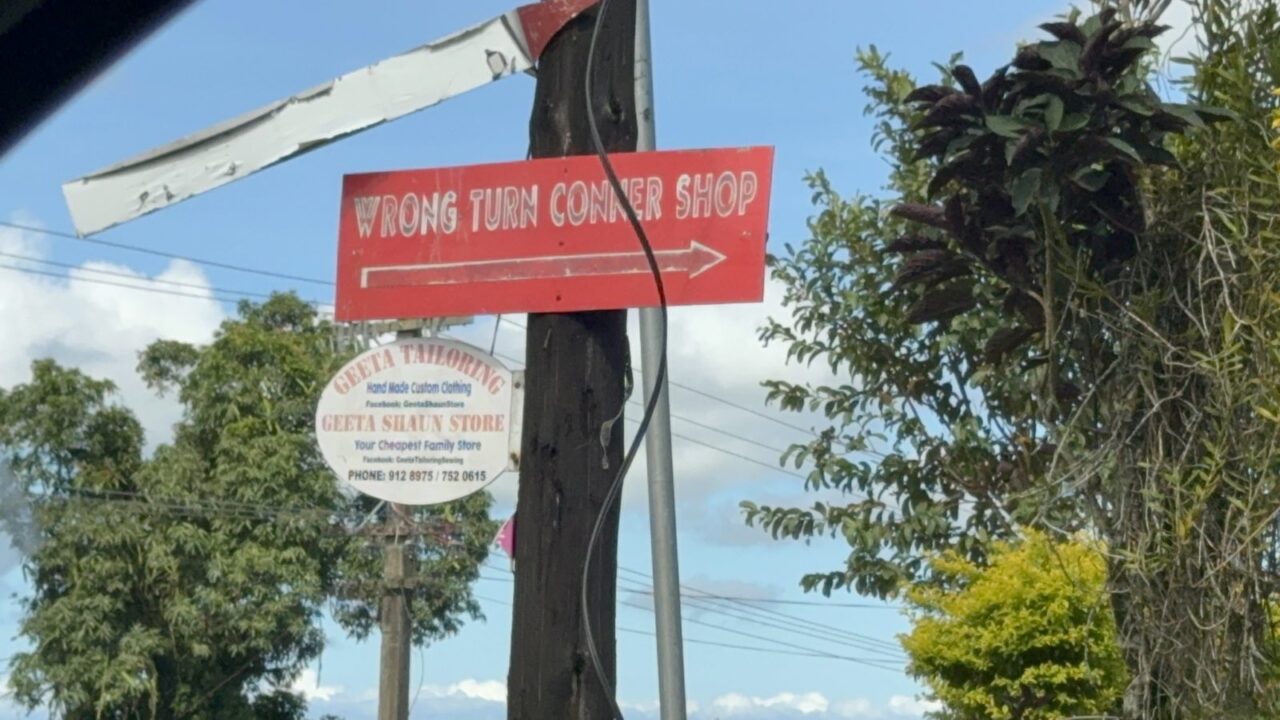 WRONG TURN CONNER SHOP
GEETA TAILORING
Hand Made Custom Clothing
Facebook: GeetaShaunStore
GEETA SHAUN STORE
Your Cheapest Family Store
Facebook: GeetaTailoringSewing
PHONE: 912 8975 / 752 0615